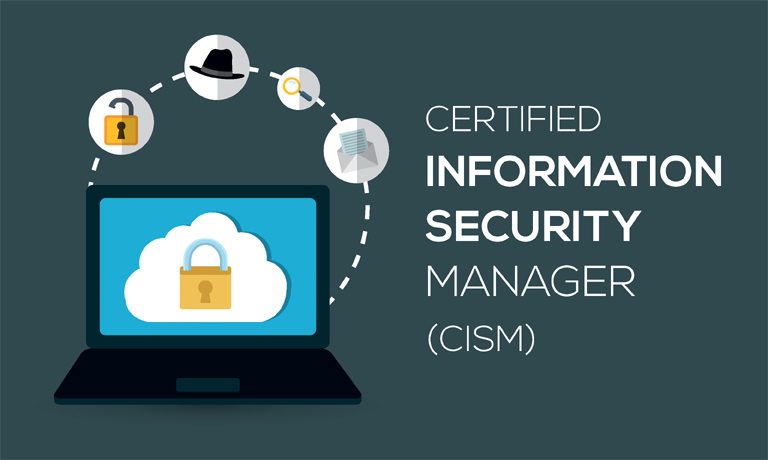 CERTIFIED
INFORMATION
SECURITY
MANAGER
(CISM)